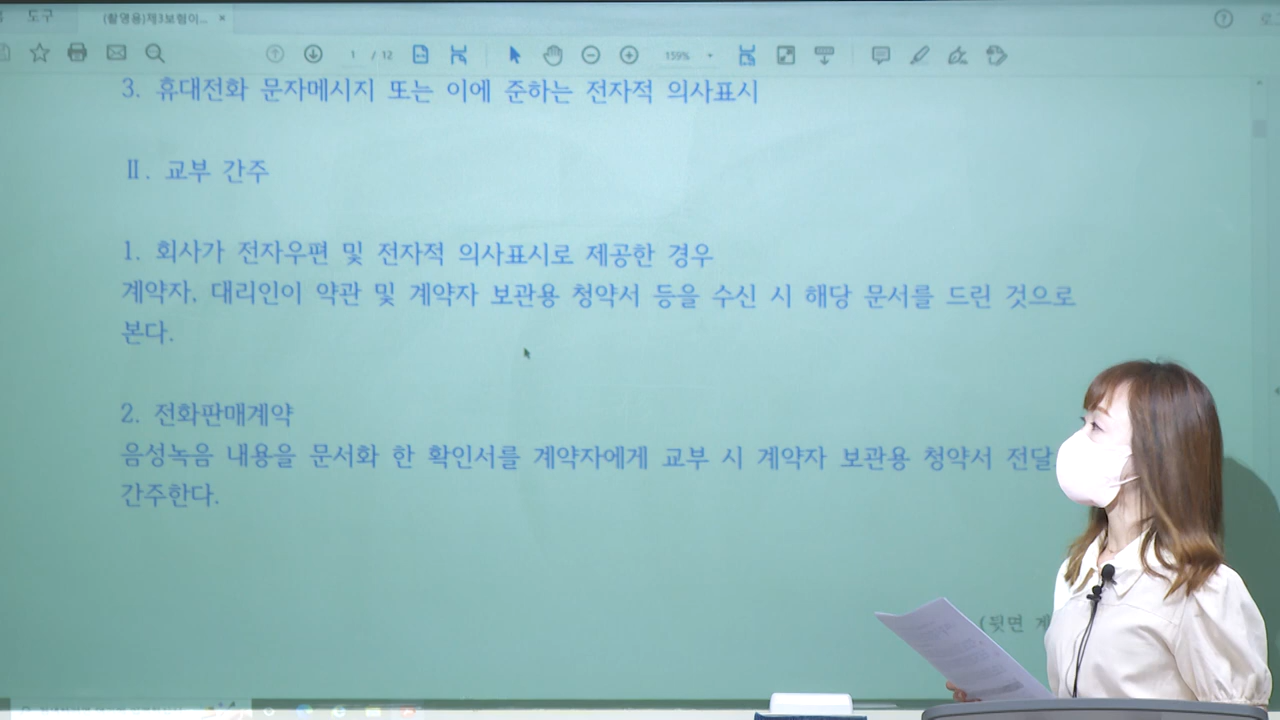 도구
(촬영용)제3보험이... ×
1 / 12
159%
3. 휴대전화 문자메시지 또는 이에 준하는 전자적 의사표시
Ⅱ. 교부 간주
1. 회사가 전자우편 및 전자적 의사표시로 제공한 경우
계약자, 대리인이 약관 및 계약자 보관용 청약서 등을 수신 시 해당 문서를 드린 것으로
본다.
2. 전화판매계약
음성녹음 내용을 문서화 한 확인서를 계약자에게 교부 시 계약자 보관용 청약서 전달
간주한다.
(뒷면 계